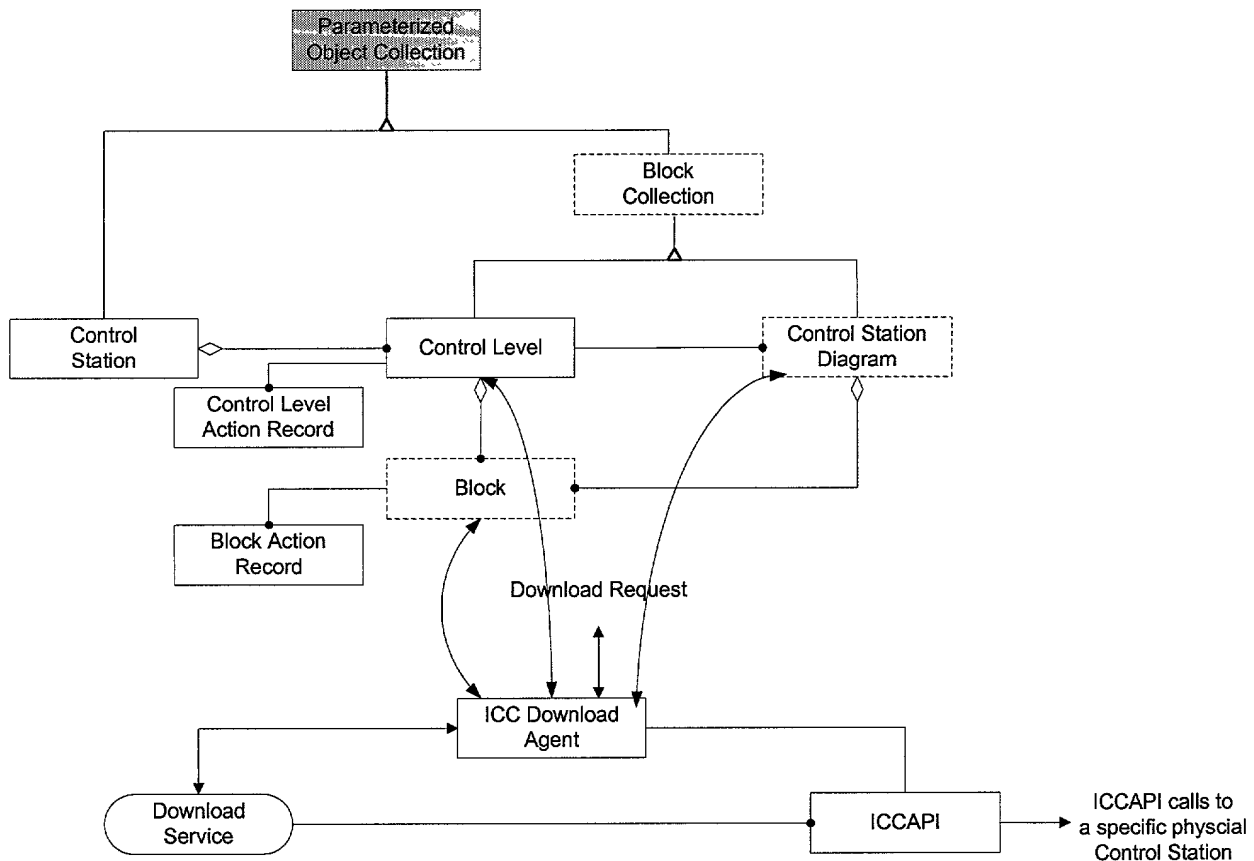 Parameterized
Object Collection
Block
Collection
Control
Station
Control Level
Control Station
Diagram
Control Level
Action Record
Block
Block Action
Record
Download Request
ICC Download
Agent
Download
Service
ICCAPI
ICCAPI calls to
a specific physcial
Control Station